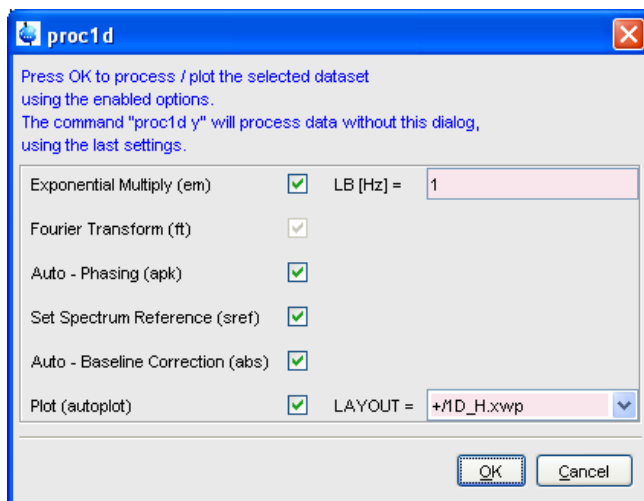 proc1d
Press OK to process / plot the selected dataset
using the enabled options.
The command "proc1d y" will process data without this dialog,
using the last settings.
Exponential Multiply (em) LB [Hz] = 1
Fourier Transform (ft)
Auto - Phasing (apk)
Set Spectrum Reference (sref)
Auto - Baseline Correction (abs)
Plot (autoplot) LAYOUT = +/1D_H.xwp
OK Cancel